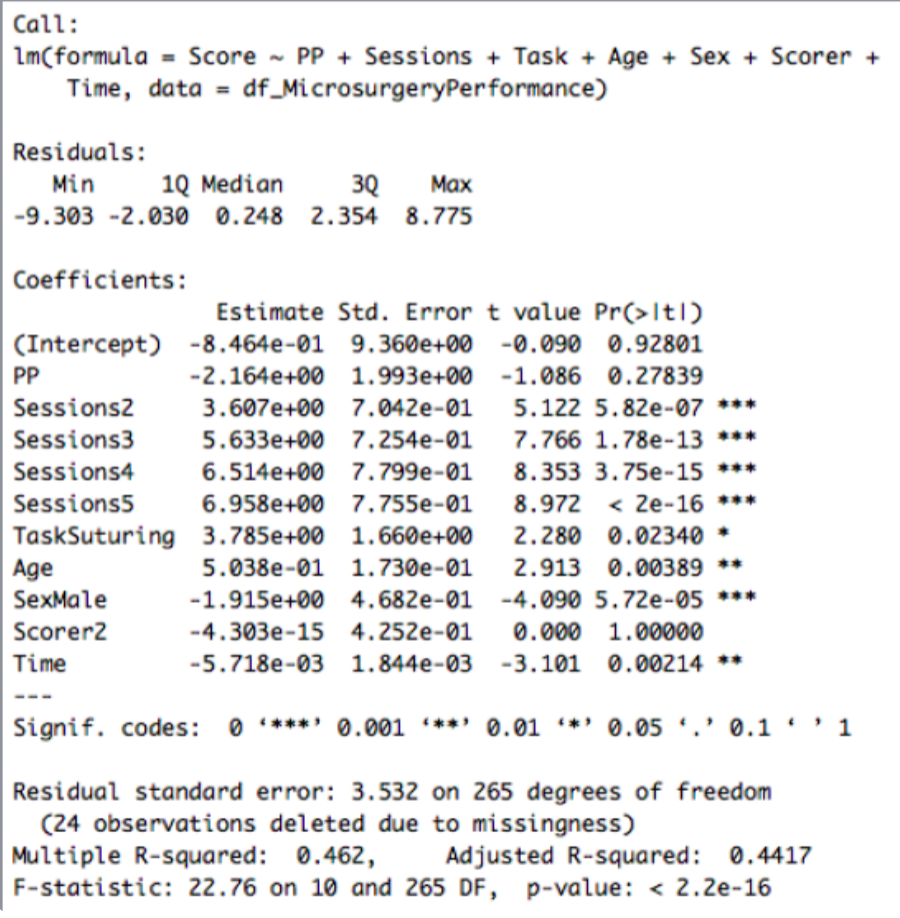 Call:
lm(formula = Score ~ PP + Sessions + Task + Age + Sex + Scorer +
    Time, data = df_MicrosurgeryPerformance)

Residuals:
   Min     1Q Median     3Q    Max
-9.303 -2.030  0.248  2.354  8.775

Coefficients:
              Estimate Std. Error t value Pr(>|t|)
(Intercept)  -8.464e-01  9.360e+00  -0.090  0.92801
PP           -2.164e+00  1.993e+00  -1.086  0.27839
Sessions2     3.607e+00  7.042e-01   5.122 5.82e-07 ***
Sessions3     5.633e+00  7.254e-01   7.766 1.78e-13 ***
Sessions4     6.514e+00  7.799e-01   8.353 3.75e-15 ***
Sessions5     6.958e+00  7.755e-01   8.972  < 2e-16 ***
TaskSuturing  3.785e+00  1.660e+00   2.280  0.02340 *
Age           5.038e-01  1.730e-01   2.913  0.00389 **
SexMale      -1.915e+00  4.682e-01  -4.090 5.72e-05 ***
Scorer2      -4.303e-15  4.252e-01   0.000  1.00000
Time         -5.718e-03  1.844e-03  -3.101  0.00214 **
---
Signif. codes:  0 ‘***’ 0.001 ‘**’ 0.01 ‘*’ 0.05 ‘.’ 0.1 ‘ ’ 1

Residual standard error: 3.532 on 265 degrees of freedom
  (24 observations deleted due to missingness)
Multiple R-squared:  0.462,     Adjusted R-squared:  0.4417
F-statistic: 22.76 on 10 and 265 DF,  p-value: < 2.2e-16